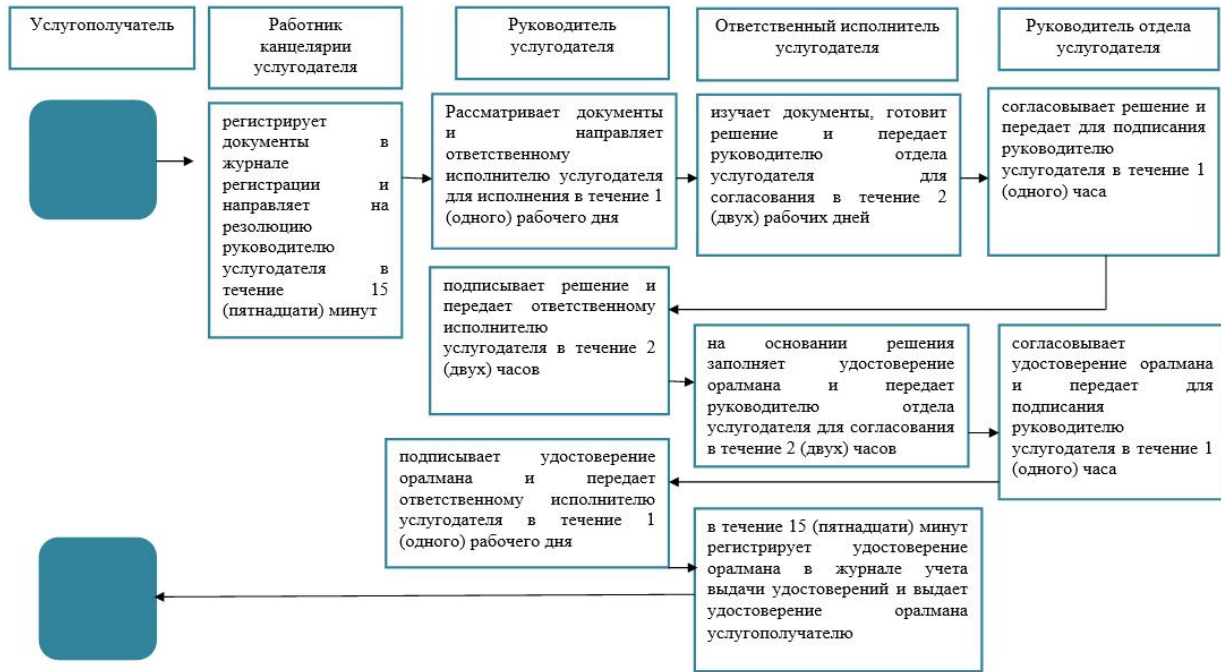 Услугополучатель
Работник
канцелярии
услугодателя
Руководитель
услугодателя
Ответственный исполнитель
услугодателя
Руководитель отдела
услугодателя
регистрирует
документы в
журнале
регистрации и
направляет на
резолюцию
руководителю
услугодателя в
течение 15
(пятнадцати) минут
Рассматривает документы
и направляет
ответственному
исполнителю услугодателя
для исполнения в течение 1
(одного) рабочего дня
изучает документы, готовит
решение и передает
руководителю отдела
услугодателя для
согласования в течение 2
(двух) рабочих дней
согласовывает решение и
передает для подписания
руководителю
услугодателя в течение 1
(одного) часа
подписывает решение и
передает ответственному
исполнителю
услугодателя в течение 2
(двух) часов
на основании решения
заполняет удостоверение
оралмана и передает
руководителю отдела
услугодателя для согласования
в течение 2 (двух) часов
согласовывает
удостоверение оралмана
и передает для
подписания
руководителю
услугодателя в течение 1
(одного) часа
подписывает удостоверение
оралмана и передает
ответственному исполнителю
услугодателя в течение 1
(одного) рабочего дня
в течение 15 (пятнадцати) минут
регистрирует удостоверение
оралмана в журнале учета
выдачи удостоверений и выдает
удостоверение оралмана
услугополучателю